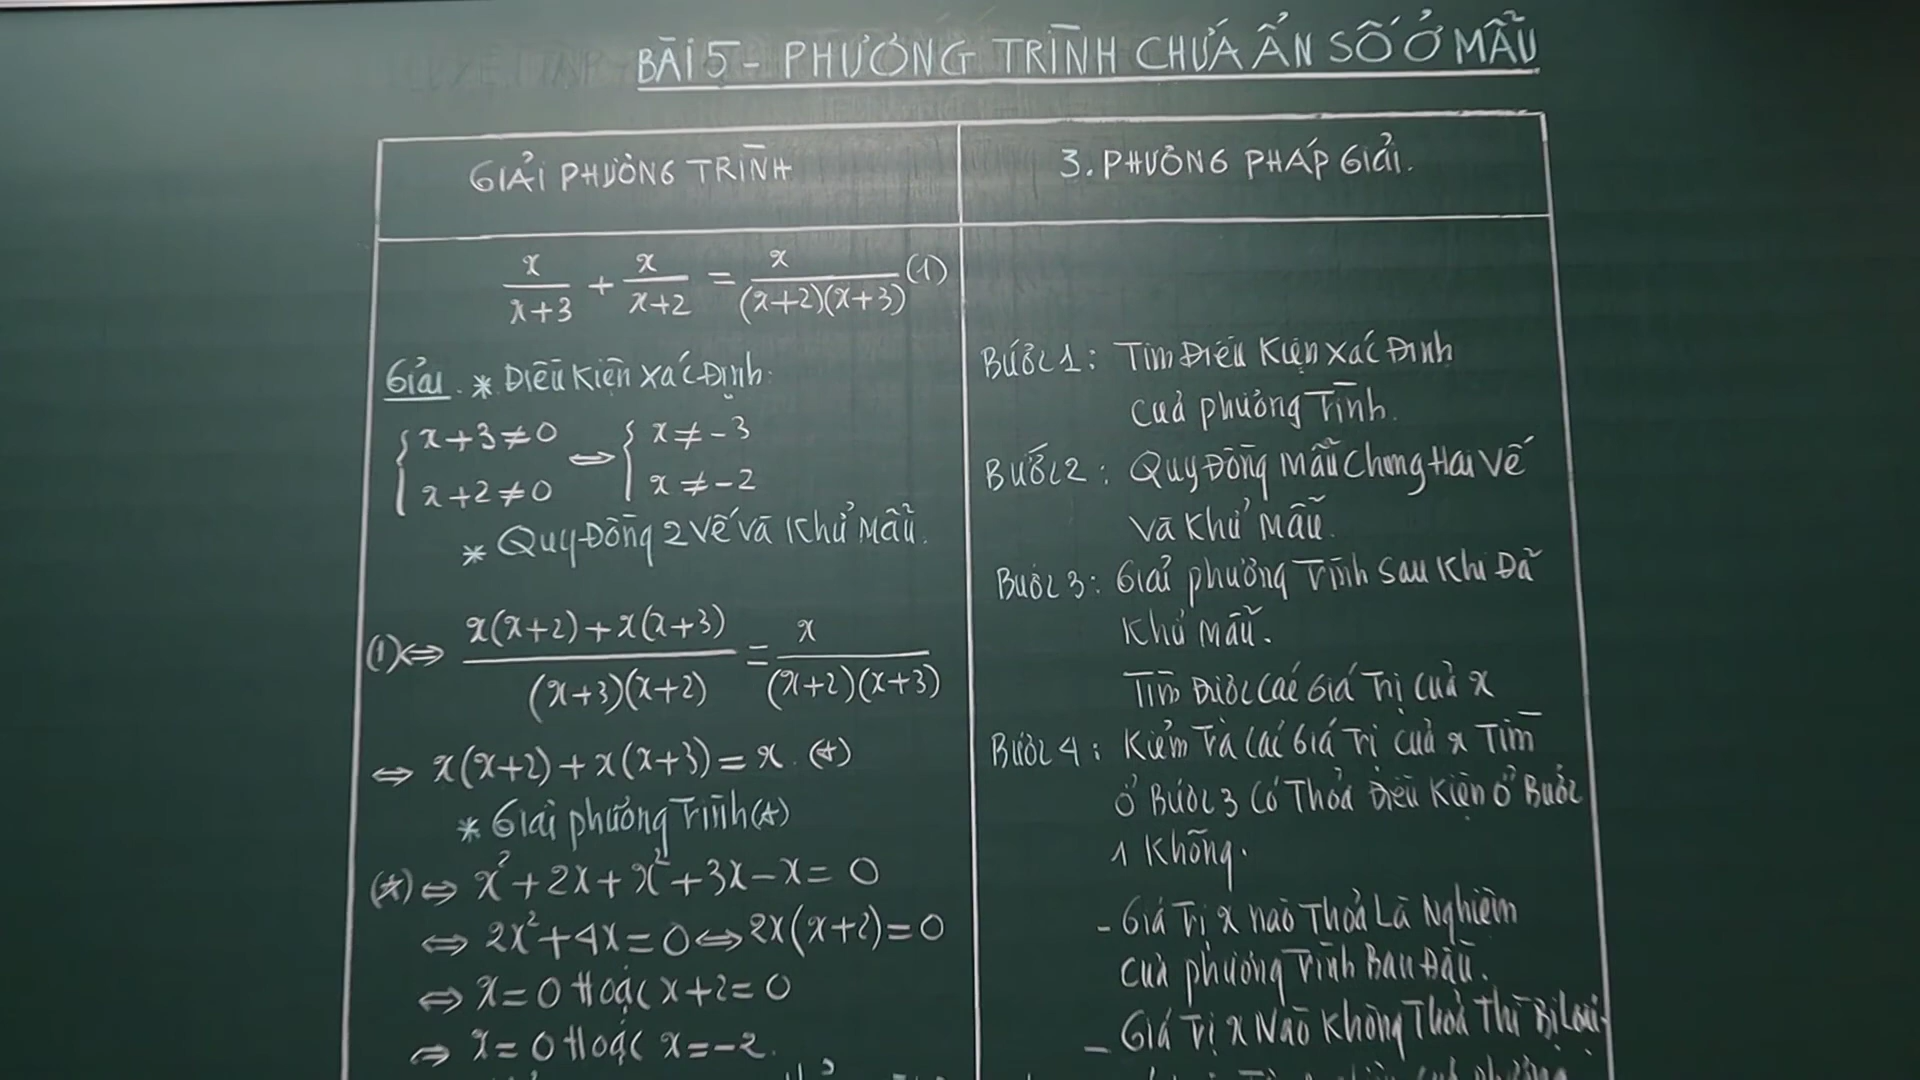 BÀI 5 - PHƯƠNG TRÌNH CHỨA ẨN SỐ Ở MẪU
GIẢI PHƯƠNG TRÌNH
x/(x+3) + x/(x+2) = x/((x+2)(x+3)) (1)
Giải. * Điều Kiện Xác Định:
{ x+3≠0 ⇔ { x≠-3
{ x+2≠0 { x≠-2
* Quy Đồng 2 Vế Và Khử Mẫu.
(1) ⇔ (x(x+2)+x(x+3))/((x+3)(x+2)) = x/((x+2)(x+3))
⇔ x(x+2)+x(x+3)=x. (*)
* Giải phương Trình (*)
(*) ⇔ x²+2x+x²+3x-x=0
⇔ 2x²+4x=0 ⇔ 2x(x+2)=0
⇔ x=0 Hoặc x+2=0
⇔ x=0 Hoặc x=-2.
3. PHƯƠNG PHÁP GIẢI.
Bước 1: Tìm Điều Kiện Xác Định
Của phương Trình.
Bước 2: Quy Đồng Mẫu Chung Hai Vế
Và Khử Mẫu.
Bước 3: Giải phương Trình Sau Khi Đã
Khử Mẫu.
Tìm Được Các Giá Trị Của x
Bước 4: Kiểm Tra Các Giá Trị Của x Tìm
Ở Bước 3 Có Thỏa Điều Kiện Ở Bước
1 Không.
- Giá Trị x nào Thỏa Là Nghiệm
Của phương Trình Ban Đầu.
- Giá Trị x Nào Không Thỏa Thì Bị Loại.